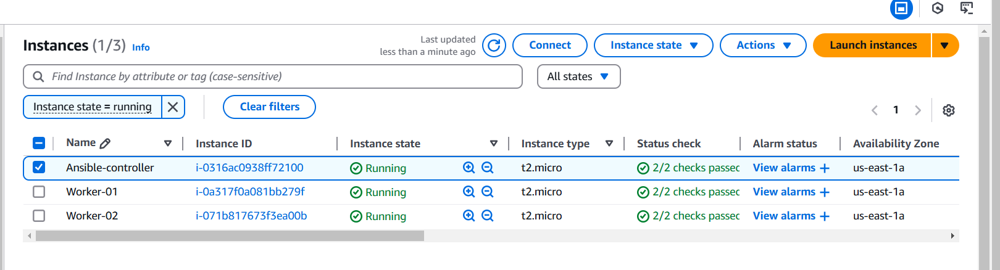 Instances (1/3) Info
Last updated
less than a minute ago
Connect
Instance state
Actions
Launch instances
Find Instance by attribute or tag (case-sensitive)
All states
Instance state = running
Clear filters
1
Name Instance ID Instance state Instance type Status check Alarm status Availability Zone
Ansible-controller i-0316ac0938ff72100 Running t2.micro 2/2 checks passed View alarms + us-east-1a
Worker-01 i-0a317f0a081bb279f Running t2.micro 2/2 checks passed View alarms + us-east-1a
Worker-02 i-071b817673f3ea00b Running t2.micro 2/2 checks passed View alarms + us-east-1a